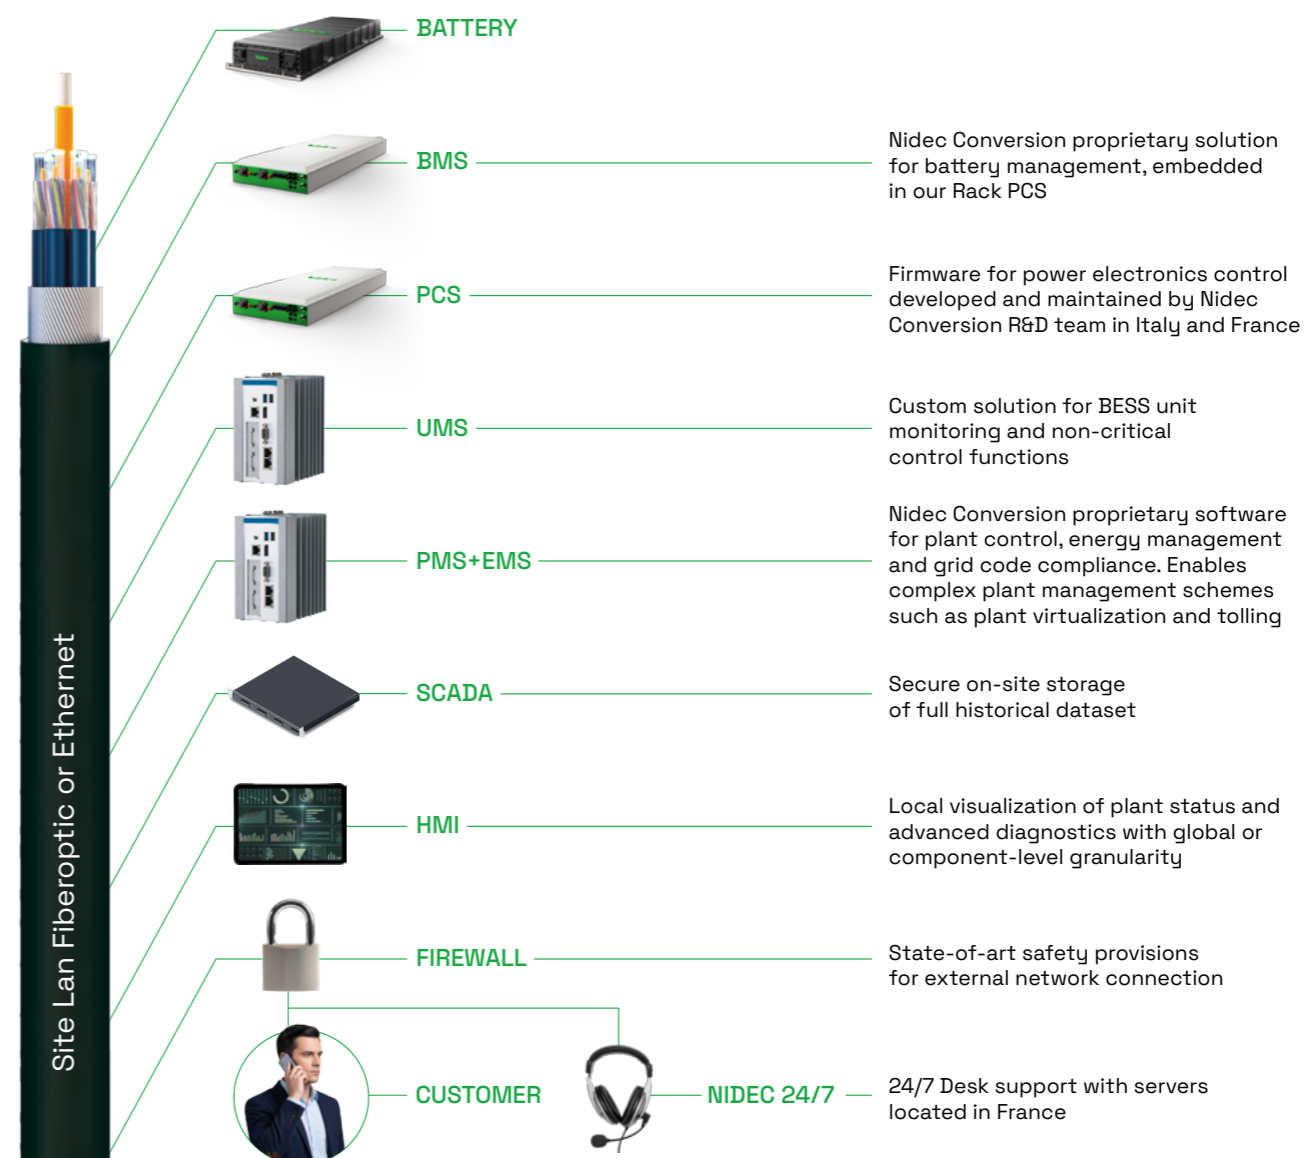 BATTERY
BMS
Nidec Conversion proprietary solution
for battery management, embedded
in our Rack PCS
PCS
Firmware for power electronics control
developed and maintained by Nidec
Conversion R&D team in Italy and France
UMS
Custom solution for BESS unit
monitoring and non-critical
control functions
PMS+EMS
Nidec Conversion proprietary software
for plant control, energy management
and grid code compliance. Enables
complex plant management schemes
such as plant virtualization and tolling
SCADA
Secure on-site storage
of full historical dataset
HMI
Local visualization of plant status and
advanced diagnostics with global or
component-level granularity
FIREWALL
State-of-art safety provisions
for external network connection
CUSTOMER
NIDEC 24/7
24/7 Desk support with servers
located in France
Site Lan Fiberoptic or Ethernet